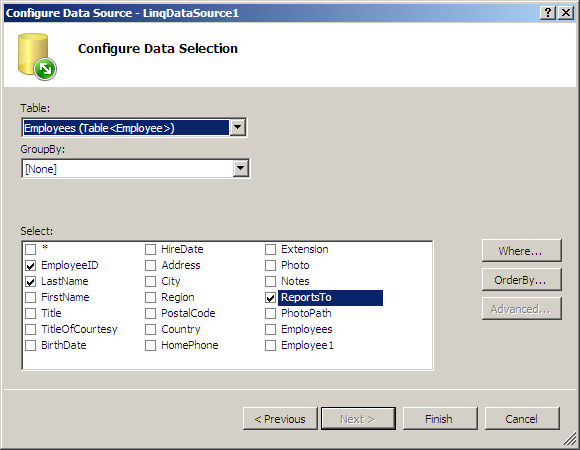 Configure Data Source - LinqDataSource1
Configure Data Selection
Table:
Employees (Table<Employee>)
GroupBy:
[None]
Select:
* HireDate Extension
EmployeeID Address Photo
LastName City Notes
FirstName Region ReportsTo
Title PostalCode PhotoPath
TitleOfCourtesy Country Employees
BirthDate HomePhone Employee1
Where...
OrderBy...
Advanced...
< Previous Next > Finish Cancel